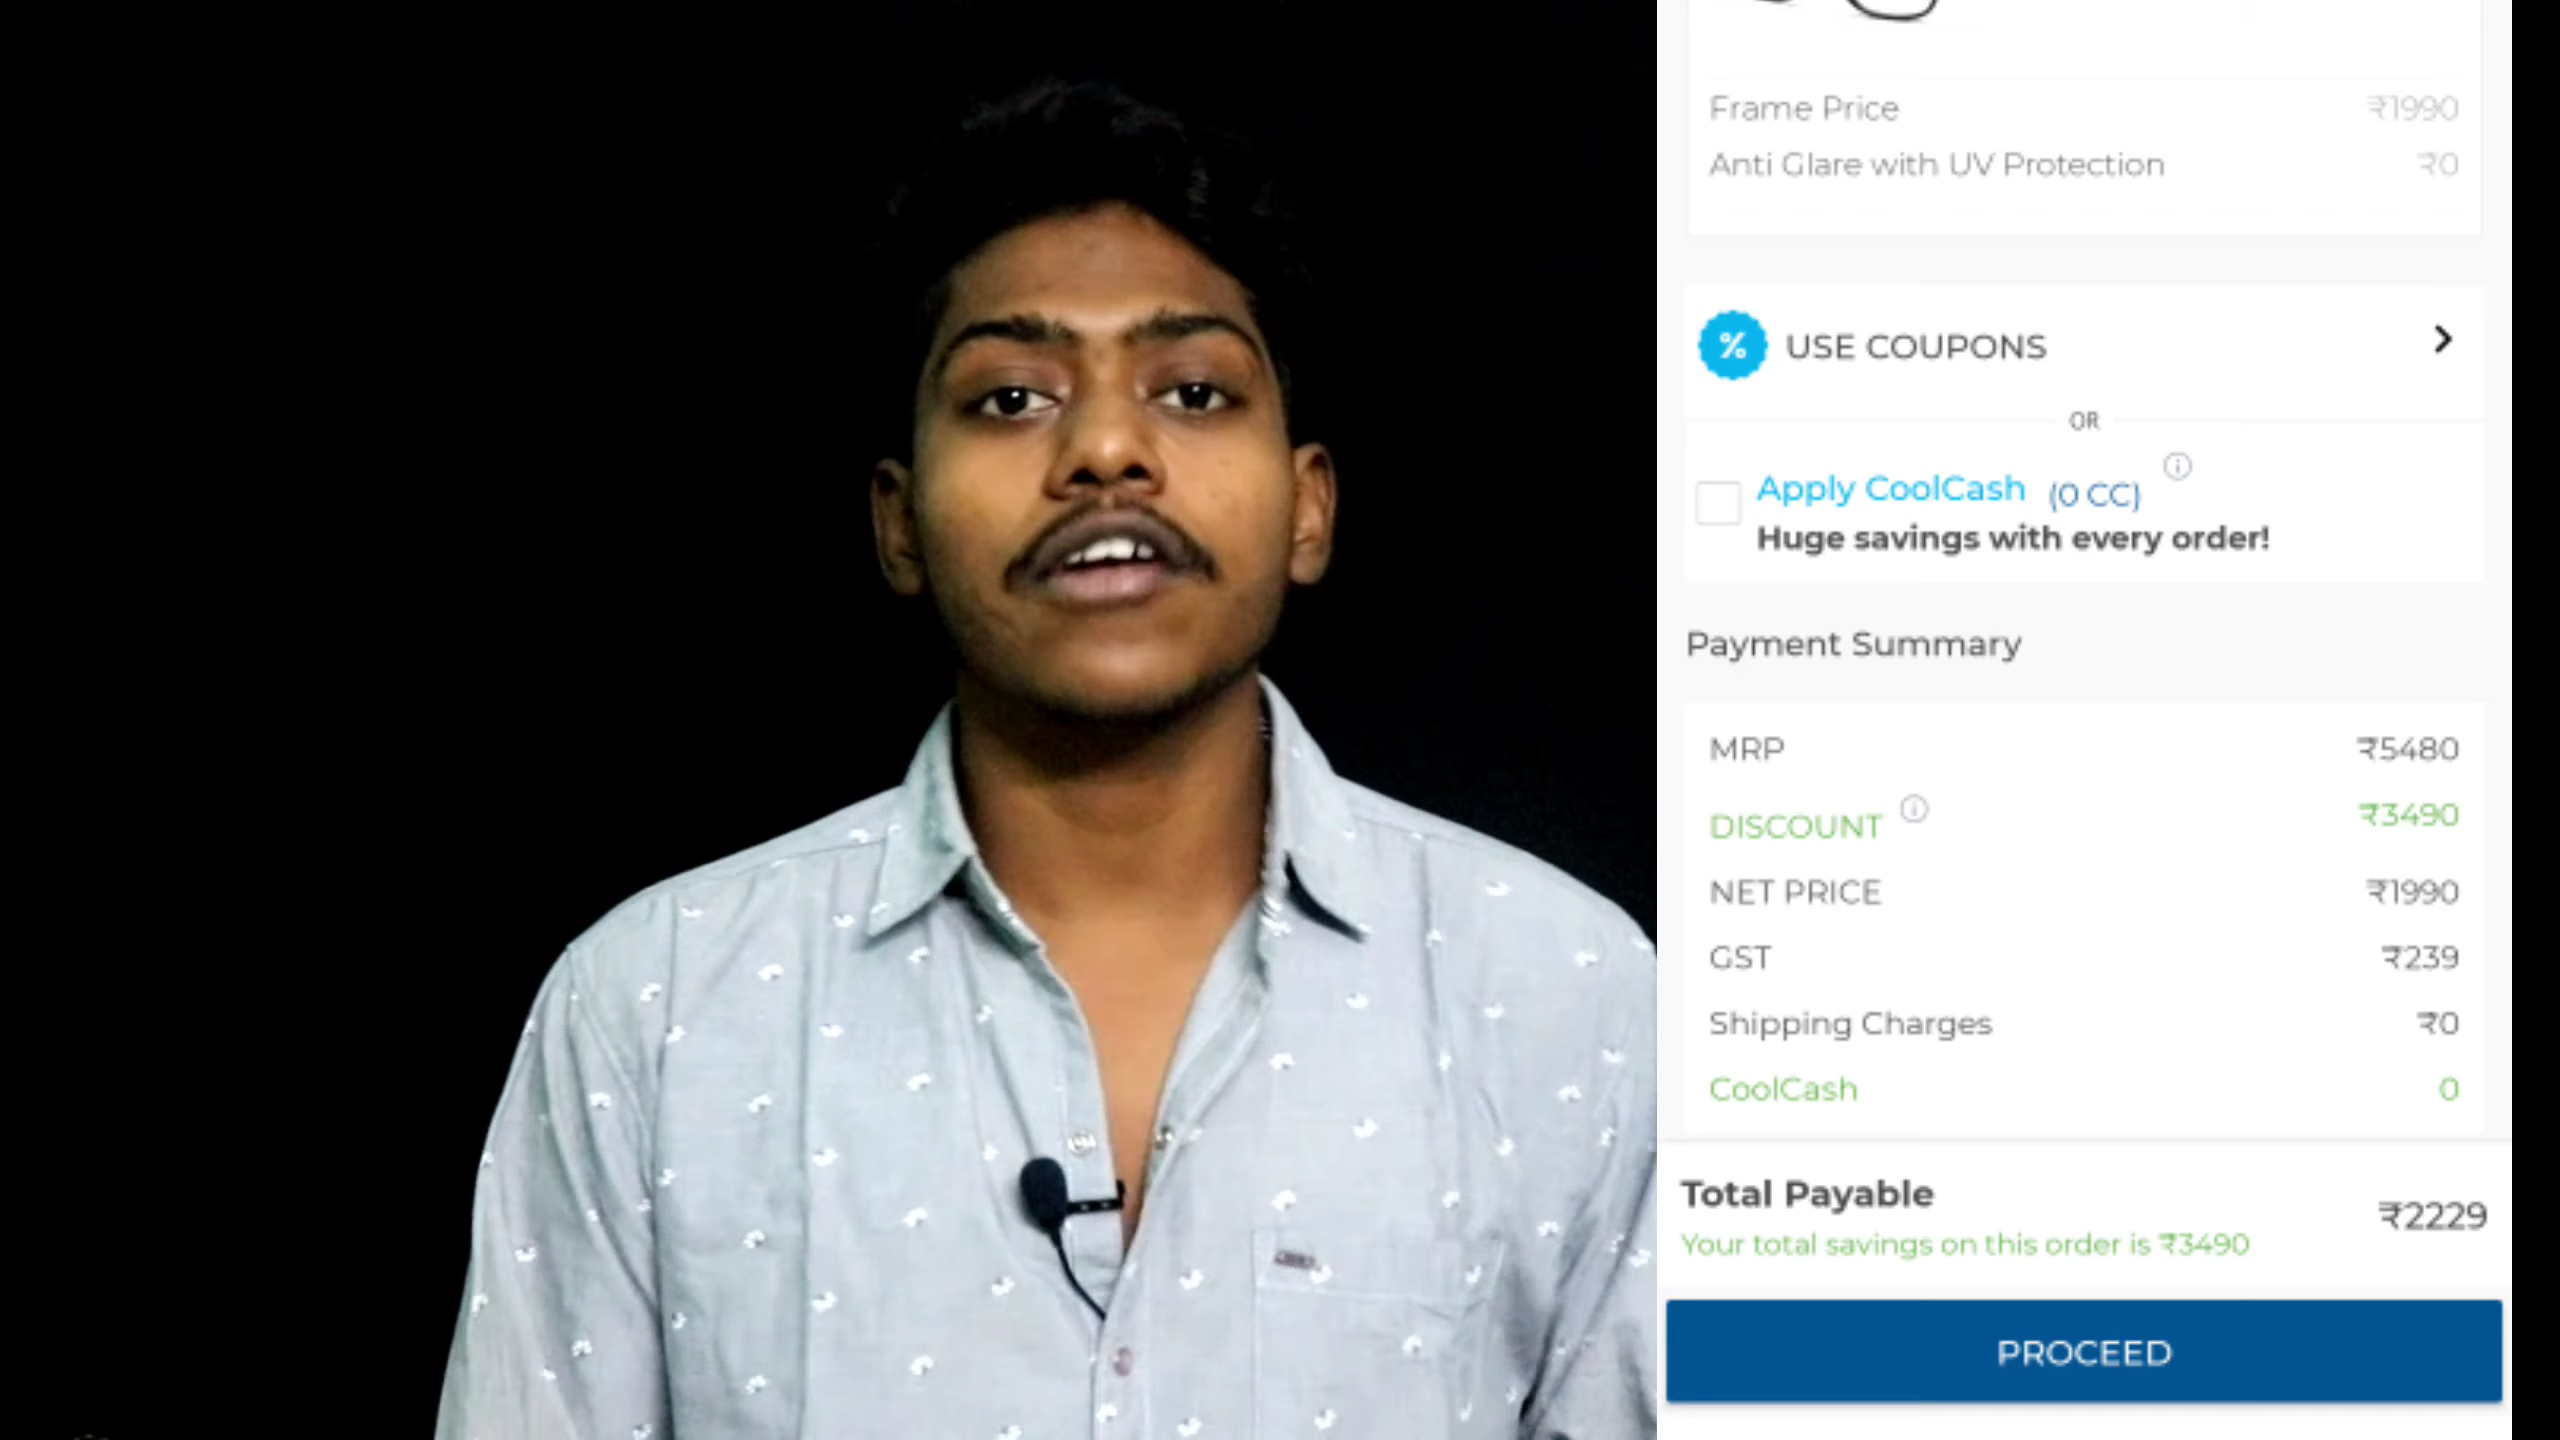 Frame Price ₹1990
Anti Glare with UV Protection ₹0
% USE COUPONS
OR
Apply CoolCash (0 CC)
Huge savings with every order!
Payment Summary
MRP ₹5480
DISCOUNT ₹3490
NET PRICE ₹1990
GST ₹239
Shipping Charges ₹0
CoolCash 0
Total Payable ₹2229
Your total savings on this order is ₹3490
PROCEED